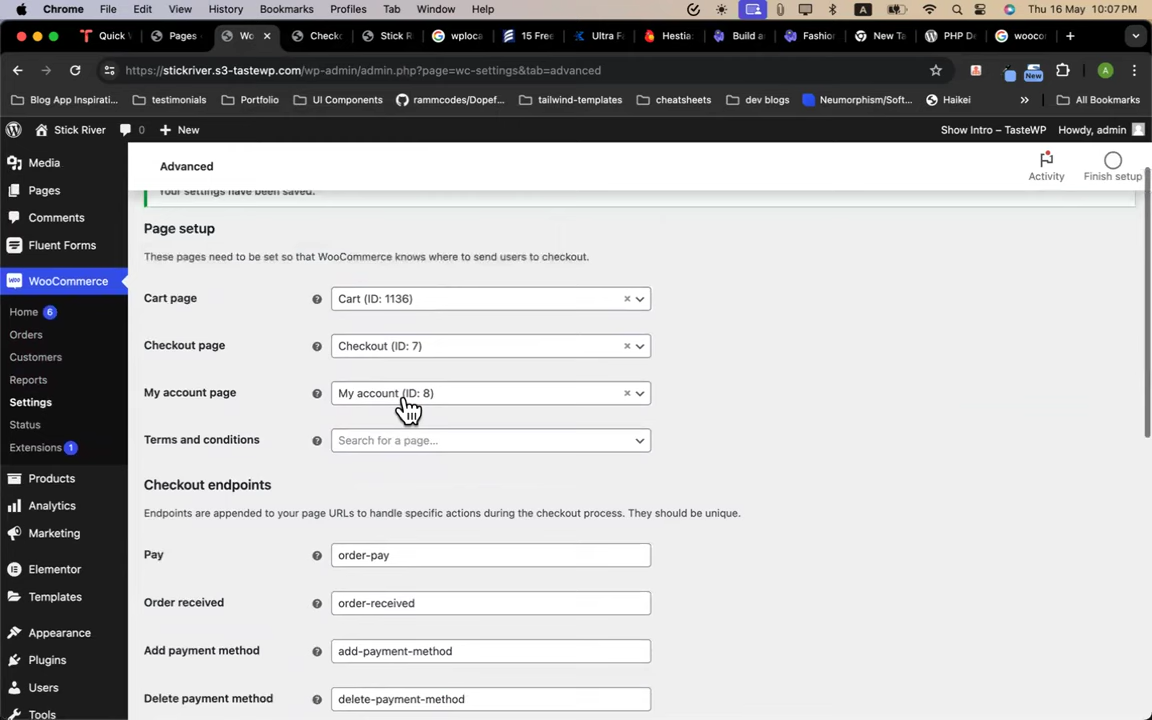 Chrome File Edit View History Bookmarks Profiles Tab Window Help A Thu 16 May 10:07 PM
Quick Pages Wo Checko Stick R wploca 15 Free Ultra F Hestia: Build a Fashion New Ta PHP De woocor
https://stickriver.s3-tastewp.com/wp-admin/admin.php?page=wc-settings&tab=advanced New A
Blog App Inspirati... testimonials Portfolio UI Components rammcodes/Dopef... tailwind-templates cheatsheets dev blogs Neumorphism/Soft... Haikei » All Bookmarks
Stick River 0 New Show Intro – TasteWP Howdy, admin
Media
Pages
Comments
Fluent Forms
WooCommerce
Home 6
Orders
Customers
Reports
Settings
Status
Extensions 1
Products
Analytics
Marketing
Elementor
Templates
Appearance
Plugins
Users
Tools
Advanced
Activity Finish setup
Your settings have been saved.
Page setup
These pages need to be set so that WooCommerce knows where to send users to checkout.
Cart page Cart (ID: 1136)
Checkout page Checkout (ID: 7)
My account page My account (ID: 8)
Terms and conditions Search for a page...
Checkout endpoints
Endpoints are appended to your page URLs to handle specific actions during the checkout process. They should be unique.
Pay order-pay
Order received order-received
Add payment method add-payment-method
Delete payment method delete-payment-method